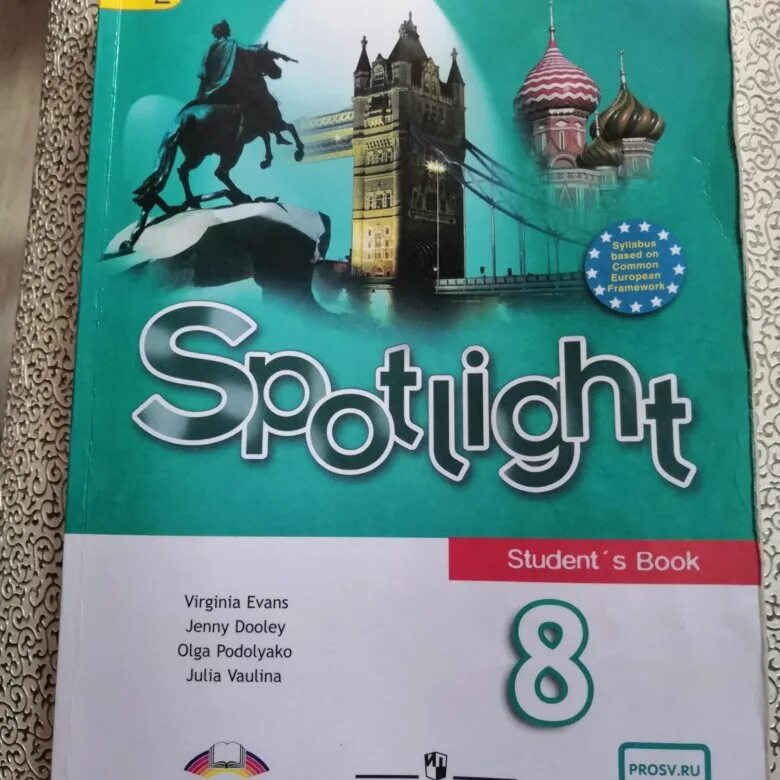 Syllabus
based on
Common
European
Framework
Spotlight
Student´s Book
Virginia Evans
Jenny Dooley
Olga Podolyako
Julia Vaulina
8
PROSV.RU